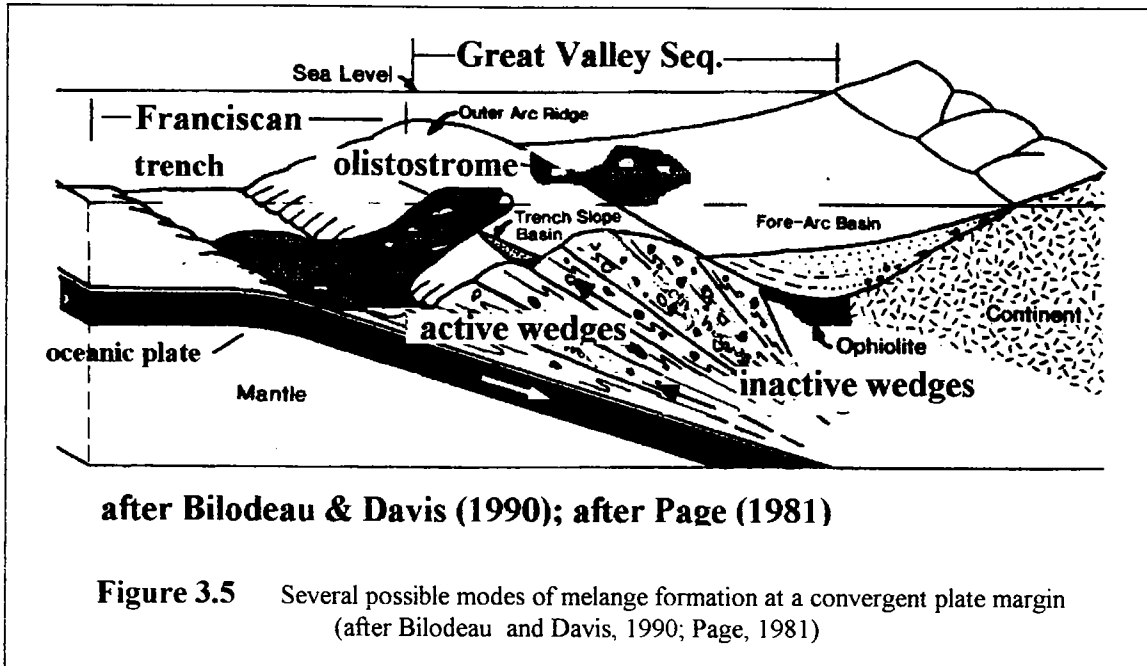 Great Valley Seq.
Sea Level
Franciscan
Outer Arc Ridge
trench
olistostrome
Trench Slope
Basin
Fore-Arc Basin
active wedges
Continent
oceanic plate
Ophiolite
Mantle
inactive wedges
after Bilodeau & Davis (1990); after Page (1981)
Figure 3.5 Several possible modes of melange formation at a convergent plate margin
(after Bilodeau and Davis, 1990; Page, 1981)